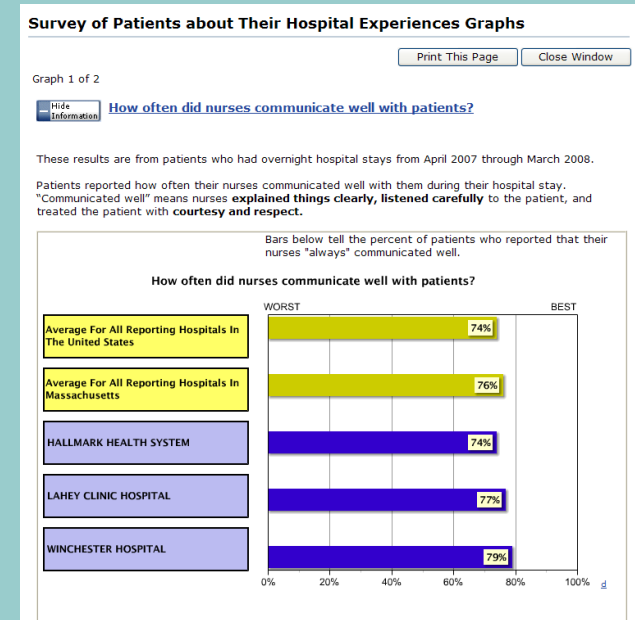 Survey of Patients about Their Hospital Experiences Graphs
Print This Page
Close Window
Graph 1 of 2
Hide
Information
How often did nurses communicate well with patients?
These results are from patients who had overnight hospital stays from April 2007 through March 2008.
Patients reported how often their nurses communicated well with them during their hospital stay.
"Communicated well" means nurses explained things clearly, listened carefully to the patient, and
treated the patient with courtesy and respect.
Bars below tell the percent of patients who reported that their
nurses "always" communicated well.
How often did nurses communicate well with patients?
WORST
BEST
Average For All Reporting Hospitals In
The United States
74%
Average For All Reporting Hospitals In
Massachusetts
76%
HALLMARK HEALTH SYSTEM
74%
LAHEY CLINIC HOSPITAL
77%
WINCHESTER HOSPITAL
79%
0% 20% 40% 60% 80% 100% d